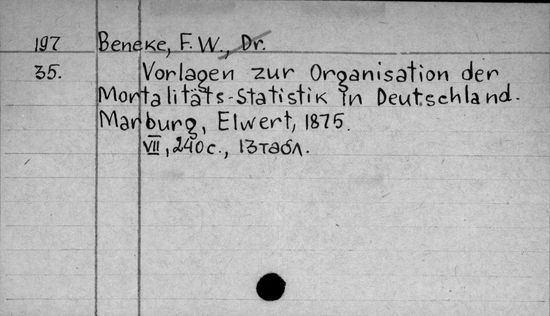 197 Beneke, F. W., Dr.
35. Vorlagen zur Organisation der
Mortalitäts-Statistik in Deutschland.
Marburg, Elwert, 1875.
VII, 240 с., 13 табл.